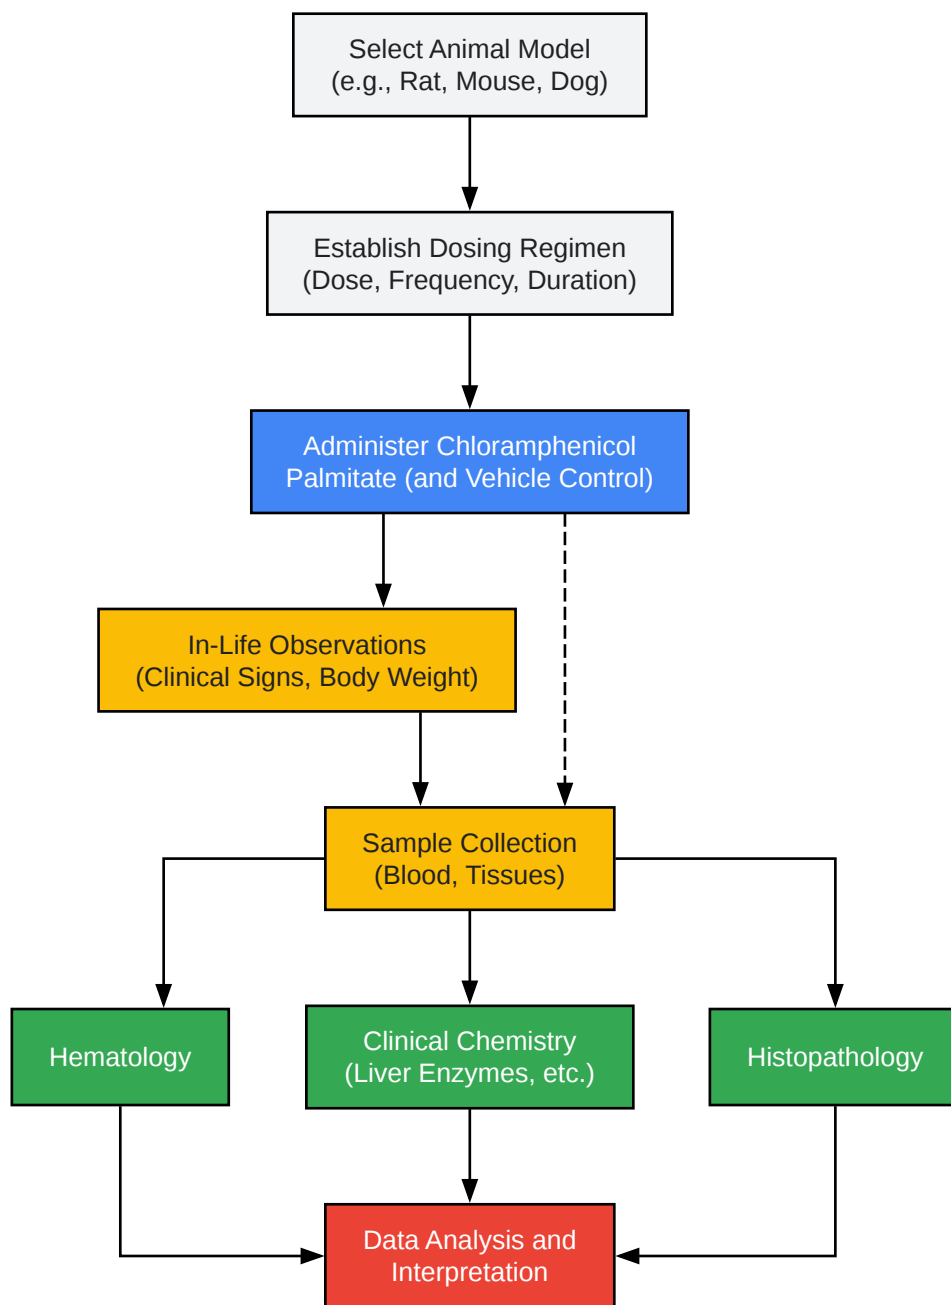 Select Animal Model
(e.g., Rat, Mouse, Dog)
Establish Dosing Regimen
(Dose, Frequency, Duration)
Administer Chloramphenicol
Palmitate (and Vehicle Control)
In-Life Observations
(Clinical Signs, Body Weight)
Sample Collection
(Blood, Tissues)
Hematology
Clinical Chemistry
(Liver Enzymes, etc.)
Histopathology
Data Analysis and
Interpretation